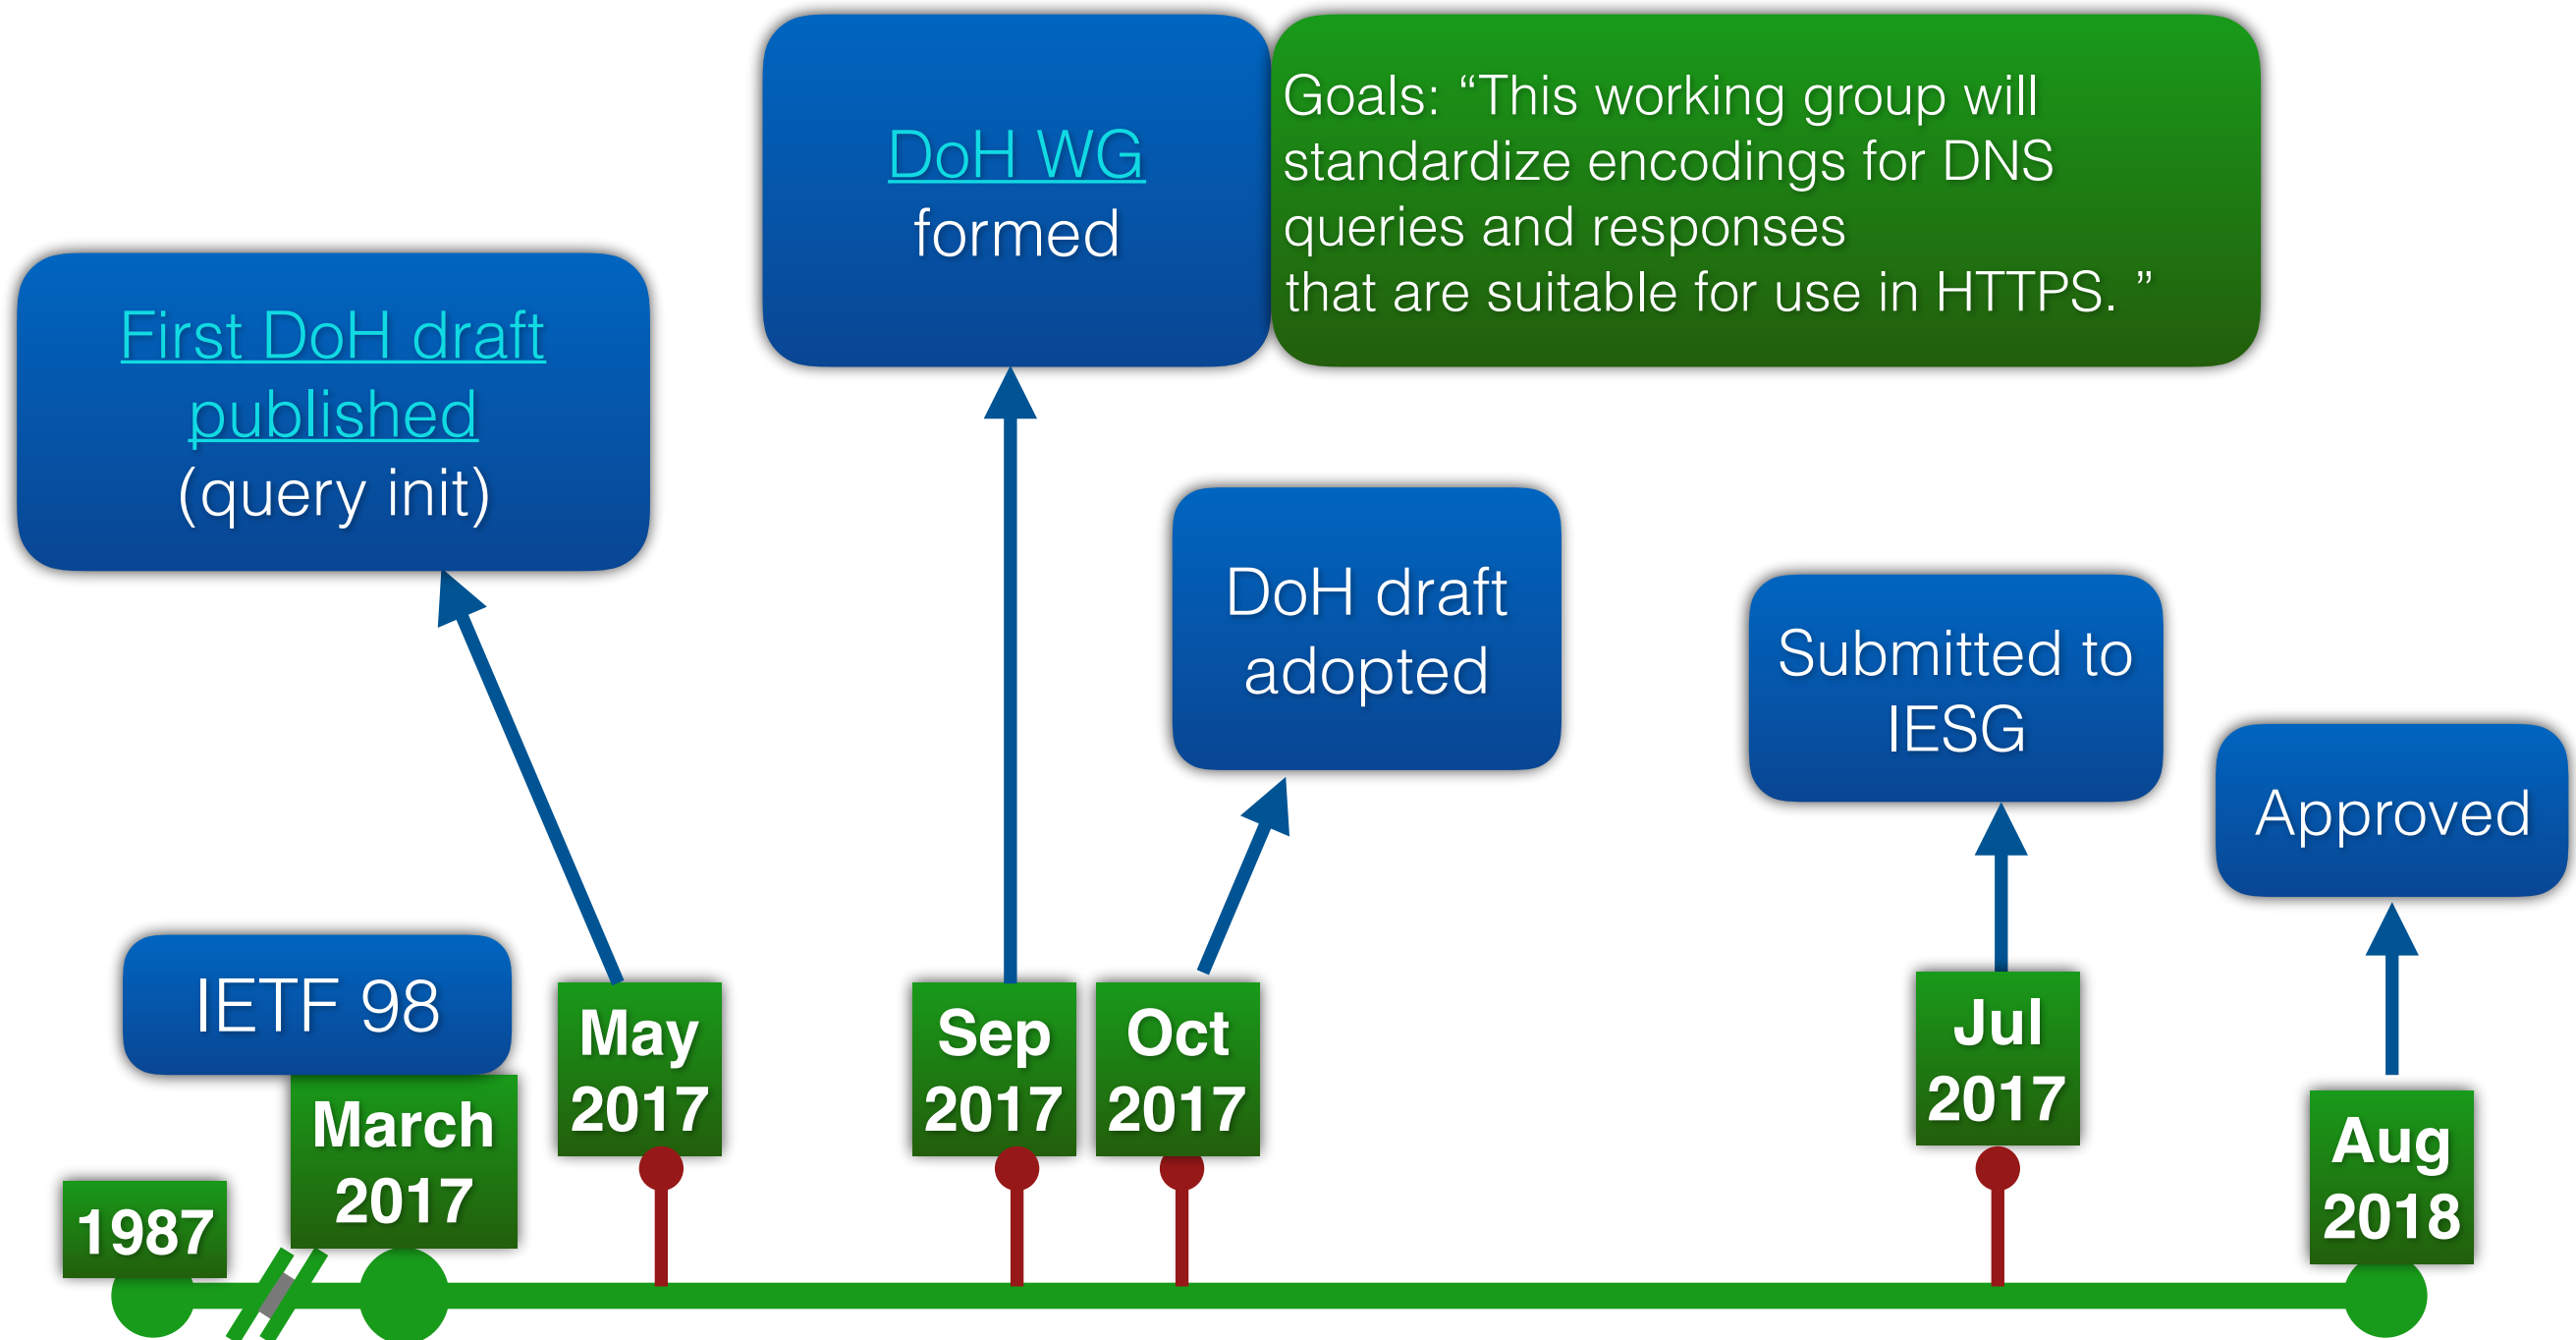 DoH WG
formed
Goals: “This working group will
standardize encodings for DNS
queries and responses
that are suitable for use in HTTPS. ”
First DoH draft
published
(query init)
DoH draft
adopted
Submitted to
IESG
Approved
IETF 98
1987
March
2017
May
2017
Sep
2017
Oct
2017
Jul
2017
Aug
2018